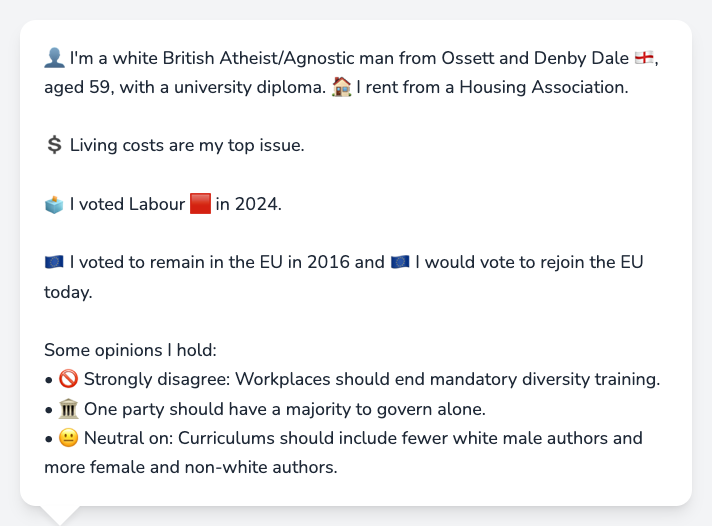 👤 I'm a white British Atheist/Agnostic man from Ossett and Denby Dale 🏴󠁧󠁢󠁥󠁮󠁧󠁿,
aged 59, with a university diploma. 🏠 I rent from a Housing Association.
💲 Living costs are my top issue.
🗳️ I voted Labour 🟥 in 2024.
🇪🇺 I voted to remain in the EU in 2016 and 🇪🇺 I would vote to rejoin the EU
today.
Some opinions I hold:
• 🚫 Strongly disagree: Workplaces should end mandatory diversity training.
• 🏛️ One party should have a majority to govern alone.
• 😐 Neutral on: Curriculums should include fewer white male authors and
more female and non-white authors.